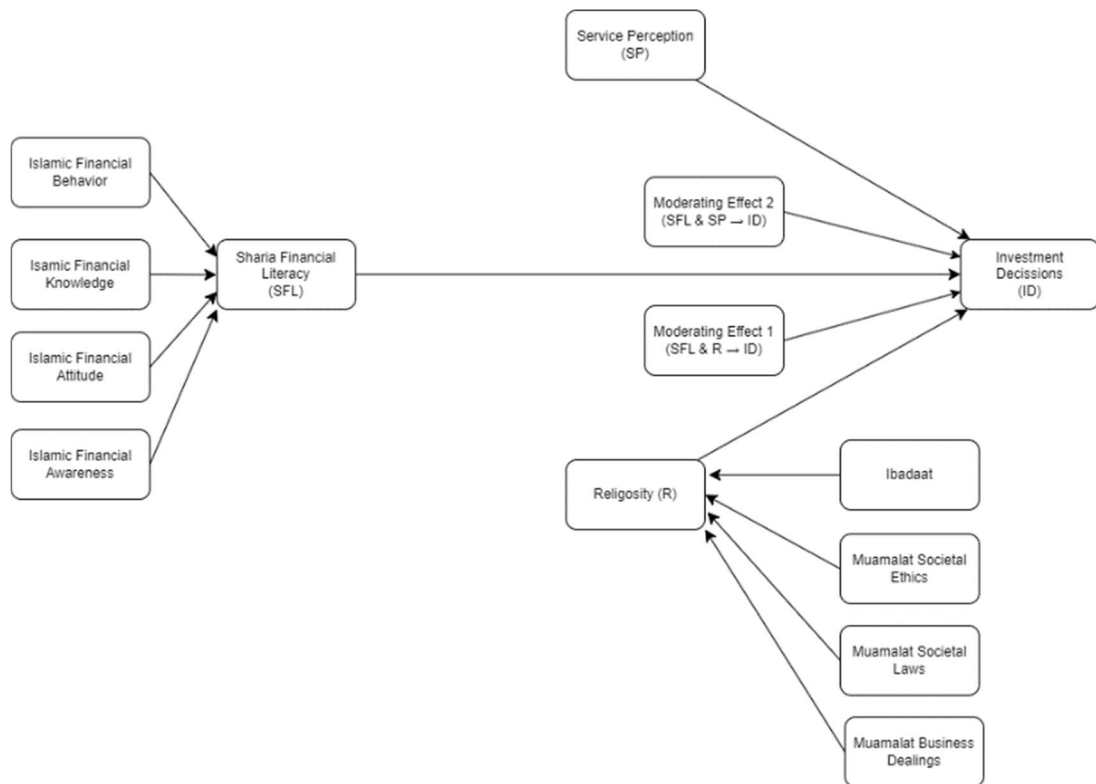 Service Perception
(SP)
Islamic Financial
Behavior
Moderating Effect 2
(SFL & SP → ID)
Isamic Financial
Knowledge
Sharia Financial
Literacy
(SFL)
Investment
Decissions
(ID)
Islamic Financial
Attitude
Moderating Effect 1
(SFL & R → ID)
Islamic Financial
Awareness
Religosity (R)
Ibadaat
Muamalat Societal
Ethics
Muamalat Societal
Laws
Muamalat Business
Dealings